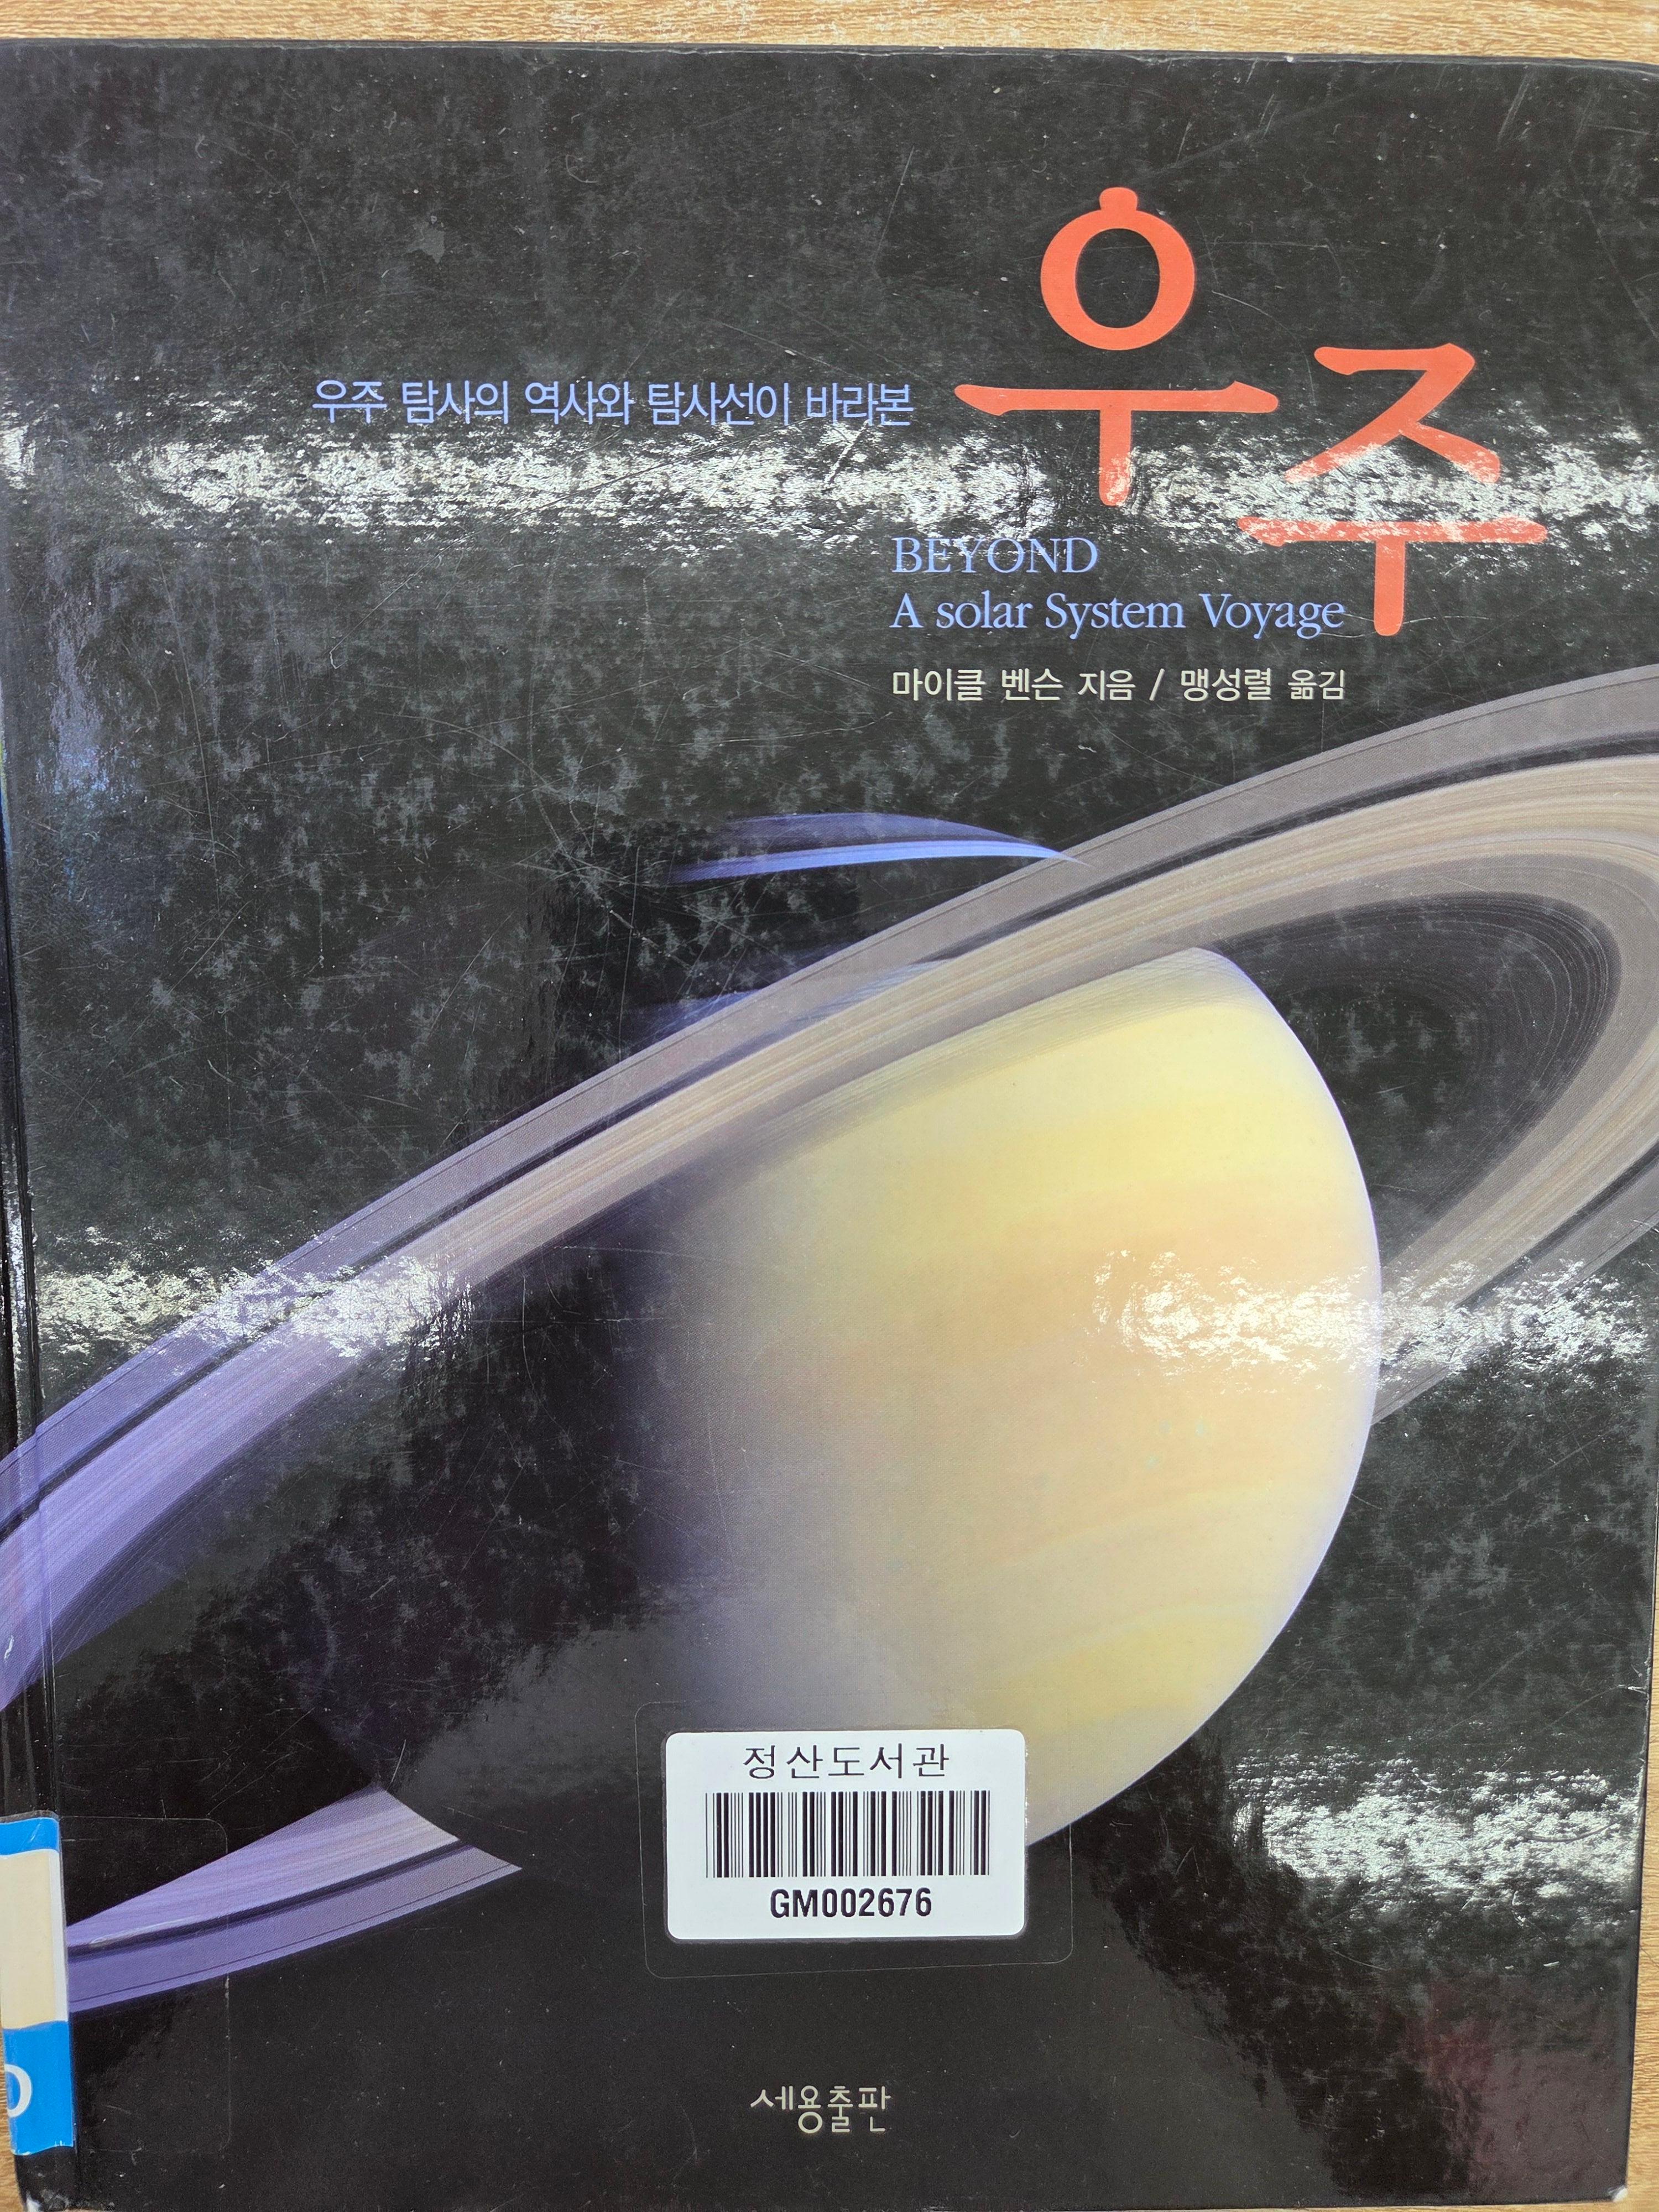 우주 탐사의 역사와 탐사선이 바라본
우주
BEYOND
A solar System Voyage
마이클 벤슨 지음 / 맹성렬 옮김
정산도서관
GM002676
세용출판